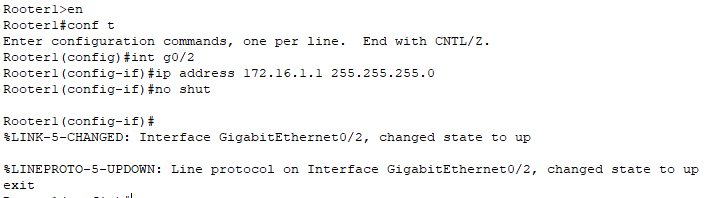 Rooter1>en
Rooter1#conf t
Enter configuration commands, one per line.  End with CNTL/Z.
Rooter1(config)#int g0/2
Rooter1(config-if)#ip address 172.16.1.1 255.255.255.0
Rooter1(config-if)#no shut
Rooter1(config-if)#
%LINK-5-CHANGED: Interface GigabitEthernet0/2, changed state to up
%LINEPROTO-5-UPDOWN: Line protocol on Interface GigabitEthernet0/2, changed state to up
exit